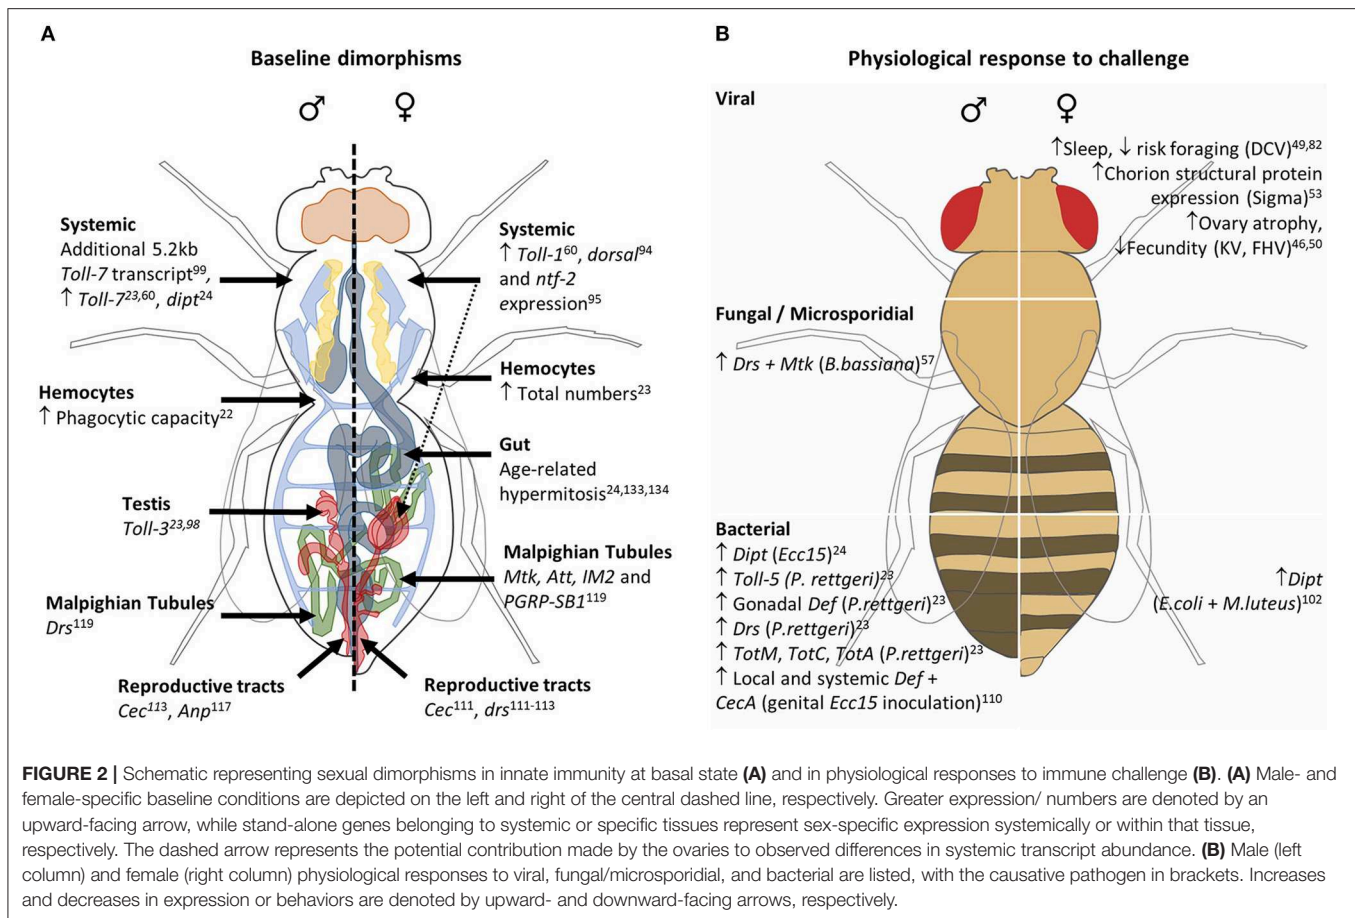 A
Baseline dimorphisms
♂ ♀
Systemic
Additional 5.2kb
Toll-7 transcript99,
↑ Toll-723,60, dipt24
Hemocytes
↑ Phagocytic capacity22
Testis
Toll-323,98
Malpighian Tubules
Drs119
Reproductive tracts
Cec113, Anp117
Systemic
↑ Toll-160, dorsal94
and ntf-2
expression95
Hemocytes
↑ Total numbers23
Gut
Age-related
hypermitosis24,133,134
Malpighian Tubules
Mtk, Att, IM2 and
PGRP-SB1119
Reproductive tracts
Cec111, drs111-113
B
Physiological response to challenge
♂ ♀
Viral
↑Sleep, ↓ risk foraging (DCV)49,82
↑Chorion structural protein
expression (Sigma)53
↑Ovary atrophy,
↓Fecundity (KV, FHV)46,50
Fungal / Microsporidial
↑ Drs + Mtk (B.bassiana)57
Bacterial
↑ Dipt (Ecc15)24
↑ Toll-5 (P. rettgeri)23
↑ Gonadal Def (P.rettgeri)23
↑ Drs (P.rettgeri)23
↑ TotM, TotC, TotA (P.rettgeri)23
↑ Local and systemic Def +
CecA (genital Ecc15 inoculation)110
↑Dipt
(E.coli + M.luteus)102
FIGURE 2 | Schematic representing sexual dimorphisms in innate immunity at basal state (A) and in physiological responses to immune challenge (B). (A) Male- and
female-specific baseline conditions are depicted on the left and right of the central dashed line, respectively. Greater expression/ numbers are denoted by an
upward-facing arrow, while stand-alone genes belonging to systemic or specific tissues represent sex-specific expression systemically or within that tissue,
respectively. The dashed arrow represents the potential contribution made by the ovaries to observed differences in systemic transcript abundance. (B) Male (left
column) and female (right column) physiological responses to viral, fungal/microsporidial, and bacterial are listed, with the causative pathogen in brackets. Increases
and decreases in expression or behaviors are denoted by upward- and downward-facing arrows, respectively.